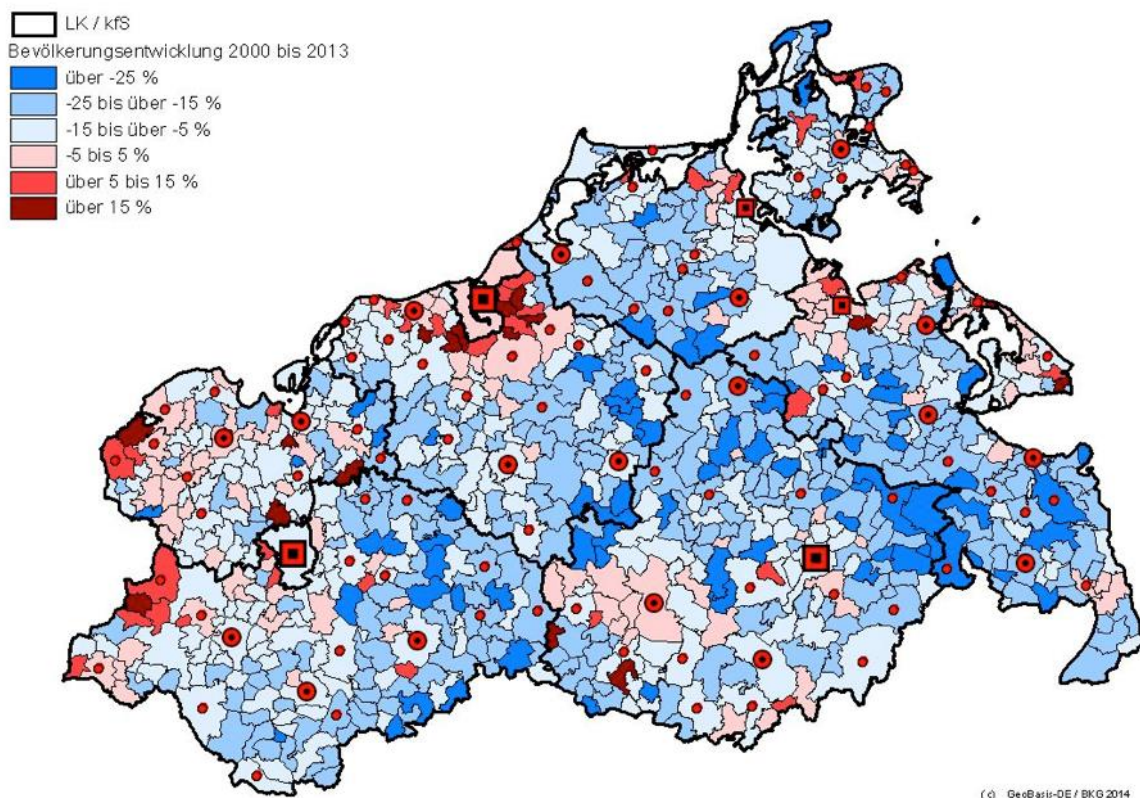 LK / kfS
Bevölkerungsentwicklung 2000 bis 2013
über -25 %
-25 bis über -15 %
-15 bis über -5 %
-5 bis 5 %
über 5 bis 15 %
über 15 %
(c) GeoBasis-DE / BKG 2014